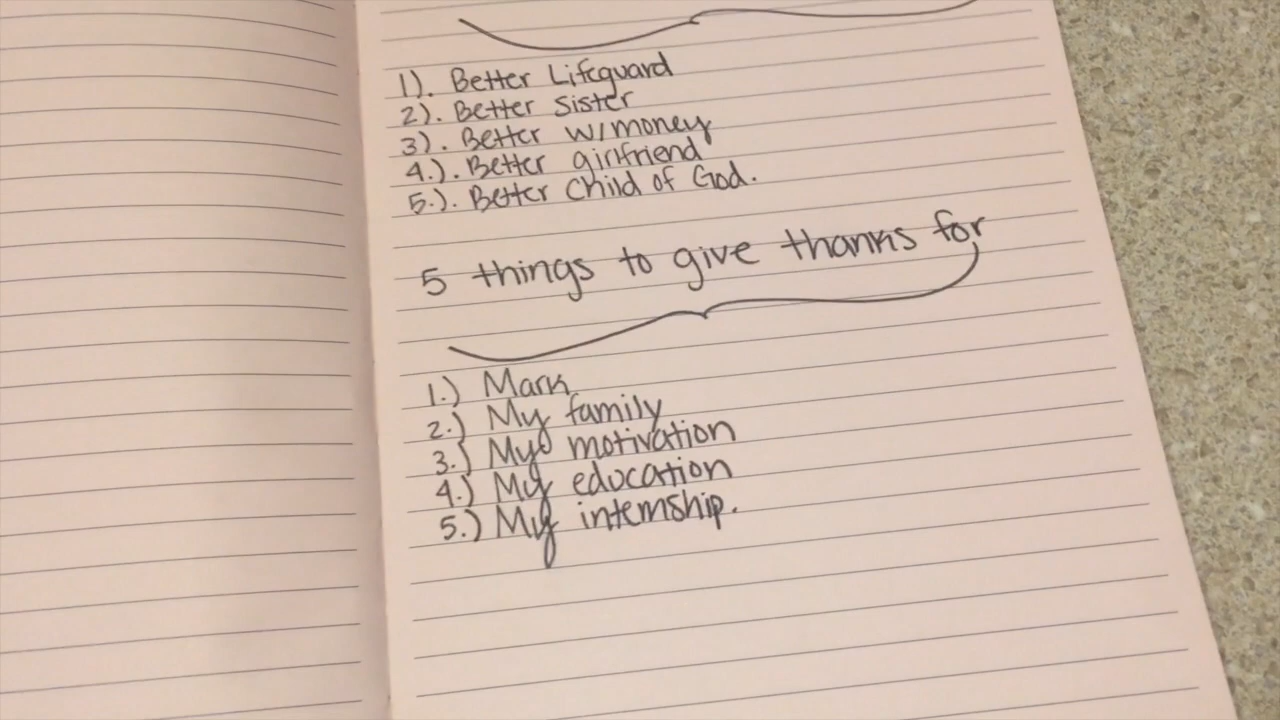 1). Better Lifeguard
2). Better Sister
3). Better w/money
4.). Better girlfriend
5.). Better Child of God.
5 things to give thanks for
1.) Mark
2.) My family
3.) My motivation
4.) My education
5.) My internship.